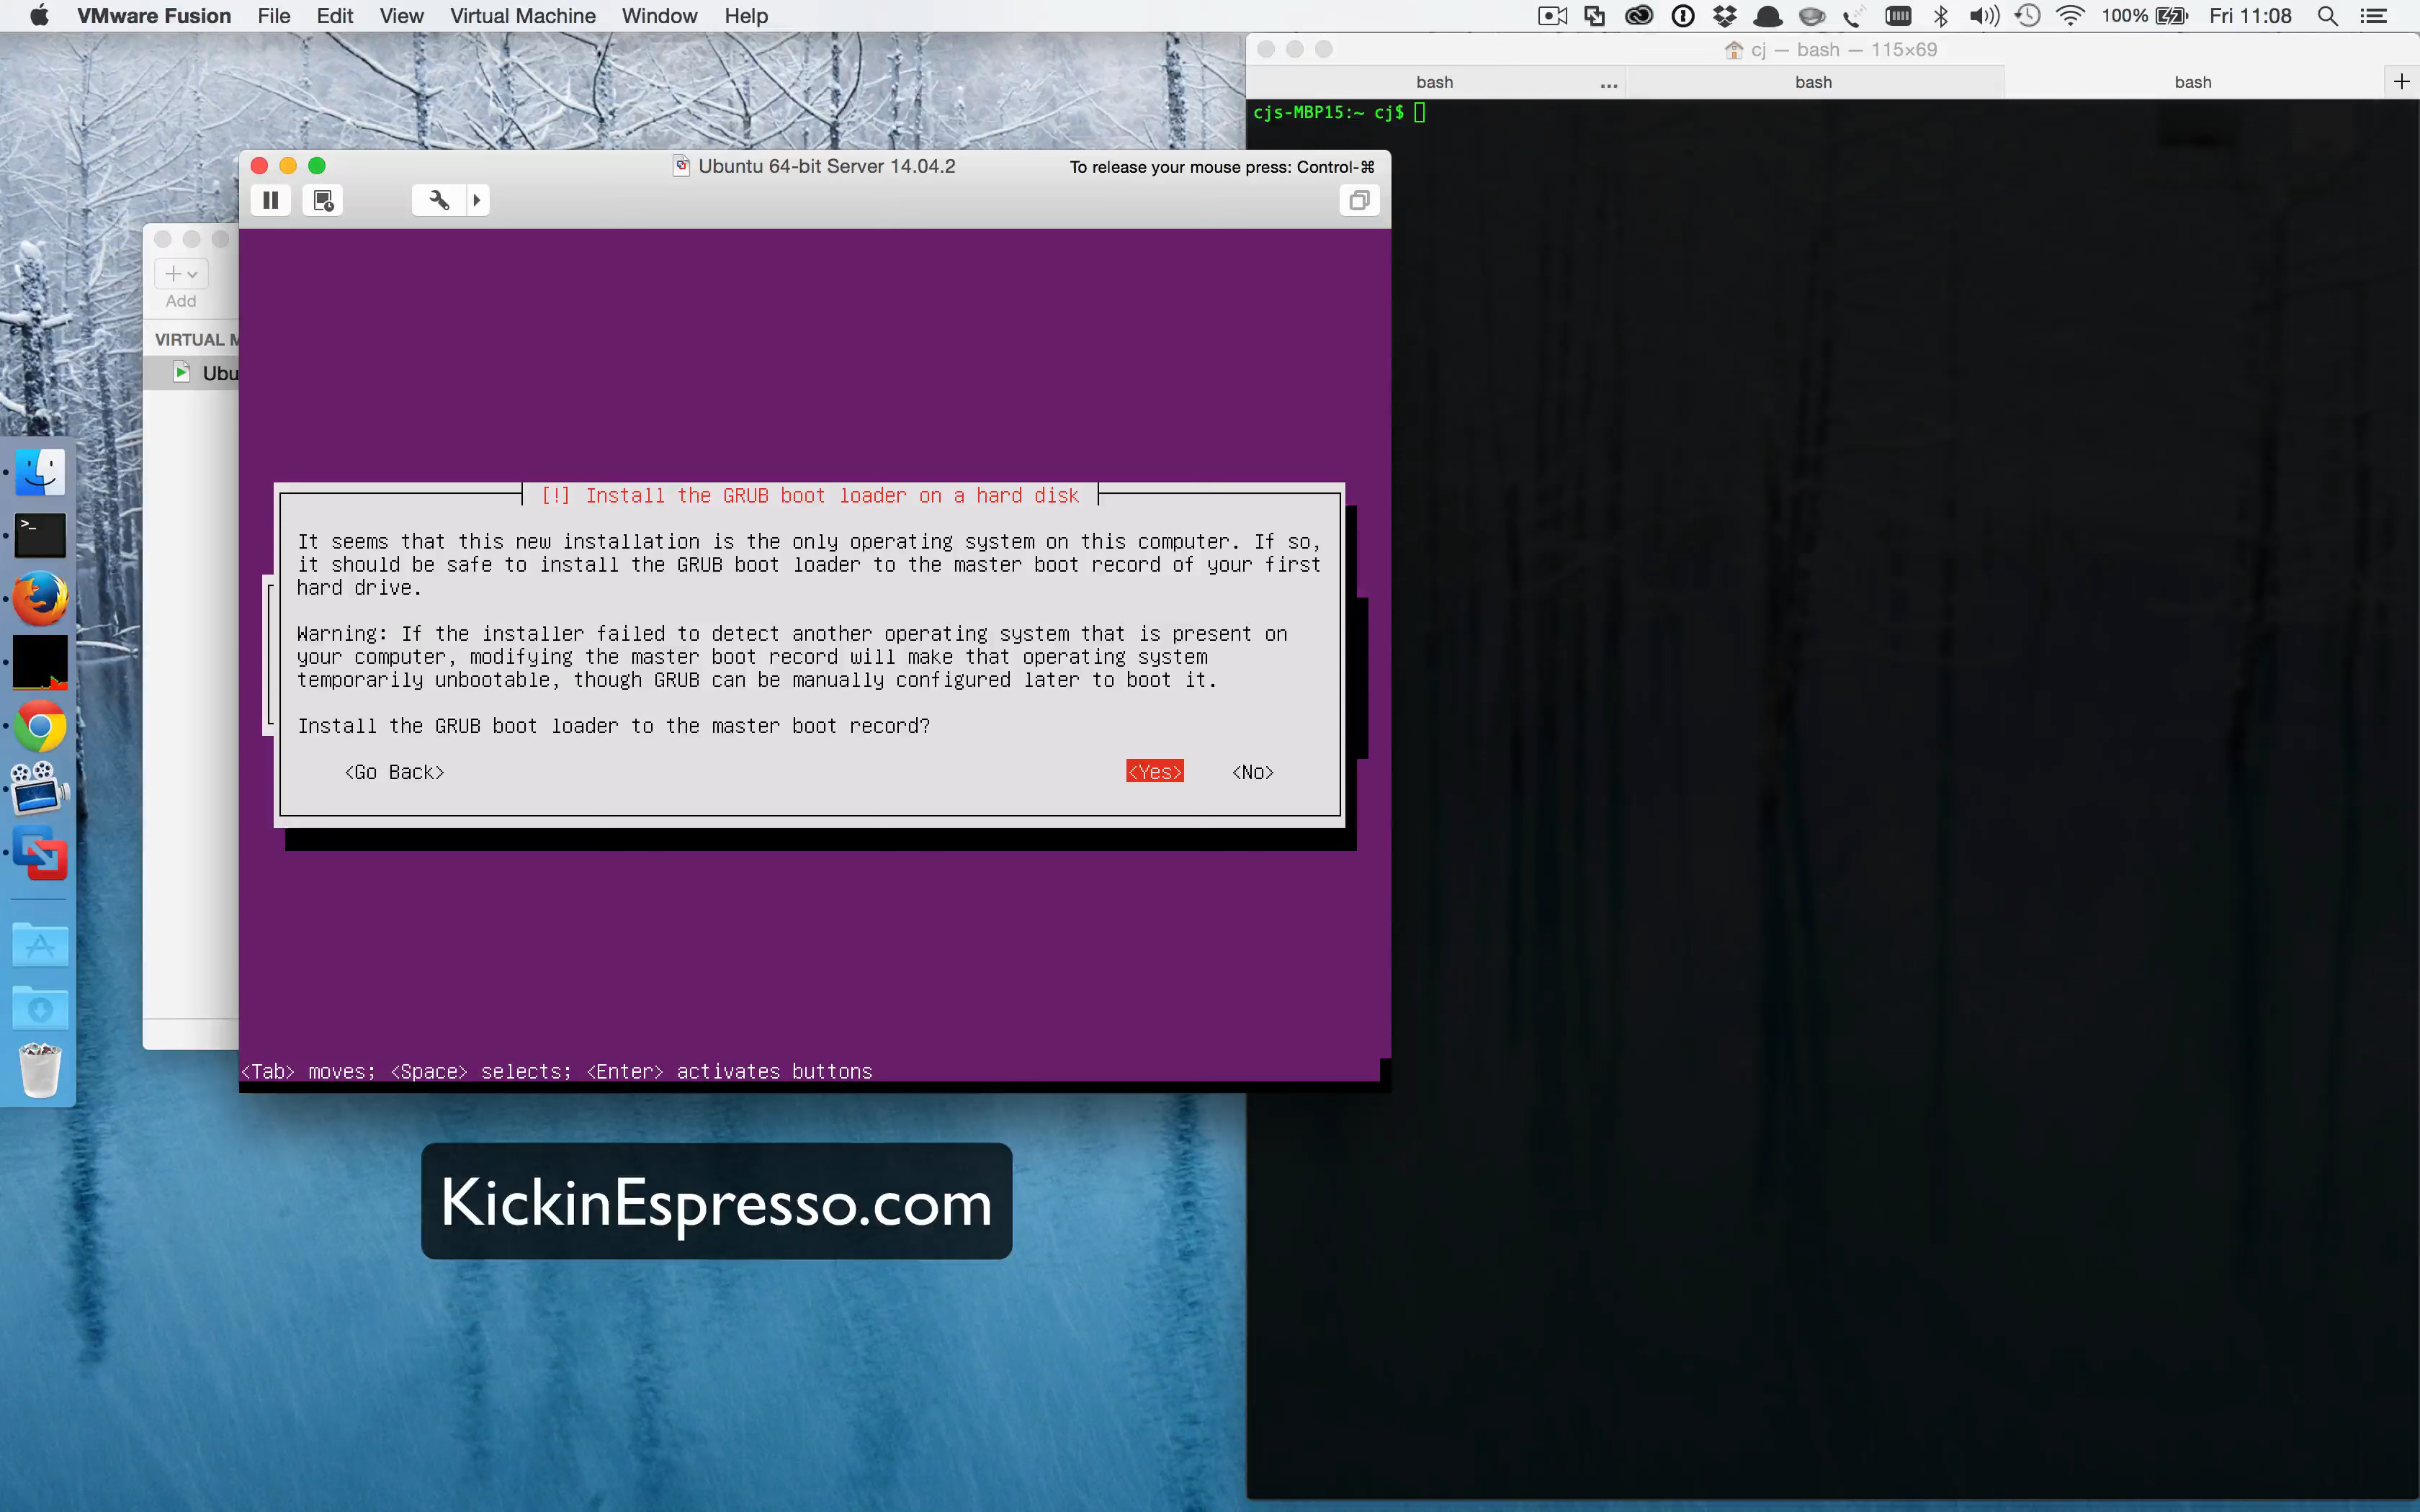 VMware Fusion File Edit View Virtual Machine Window Help 100% Fri 11:08
cj — bash — 115×69
bash ... bash bash
cjs-MBP15:~ cj$
Ubuntu 64-bit Server 14.04.2 To release your mouse press: Control-⌘
Add
VIRTUAL M
Ubu
[!] Install the GRUB boot loader on a hard disk
It seems that this new installation is the only operating system on this computer. If so,
it should be safe to install the GRUB boot loader to the master boot record of your first
hard drive.
Warning: If the installer failed to detect another operating system that is present on
your computer, modifying the master boot record will make that operating system
temporarily unbootable, though GRUB can be manually configured later to boot it.
Install the GRUB boot loader to the master boot record?
<Go Back> <Yes> <No>
<Tab> moves; <Space> selects; <Enter> activates buttons
KickinEspresso.com